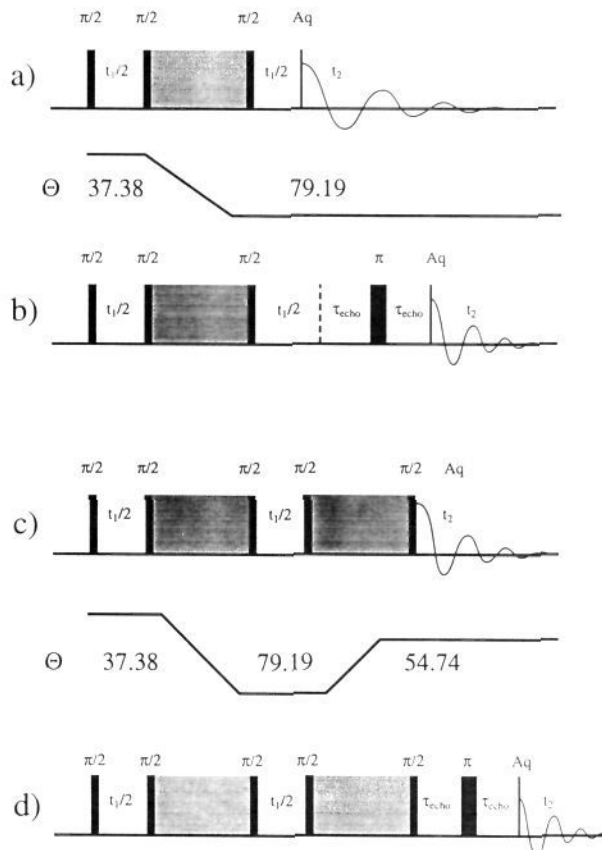 π/2 π/2 π/2 Aq
a) t₁/2 t₁/2 t₂
Θ 37.38 79.19
π/2 π/2 π/2 π Aq
b) t₁/2 t₁/2 τecho τecho t₂
π/2 π/2 π/2 π/2 π/2 Aq
c) t₁/2 t₁/2 t₂
Θ 37.38 79.19 54.74
π/2 π/2 π/2 π/2 π/2 π Aq
d) t₁/2 t₁/2 τecho τecho t₂